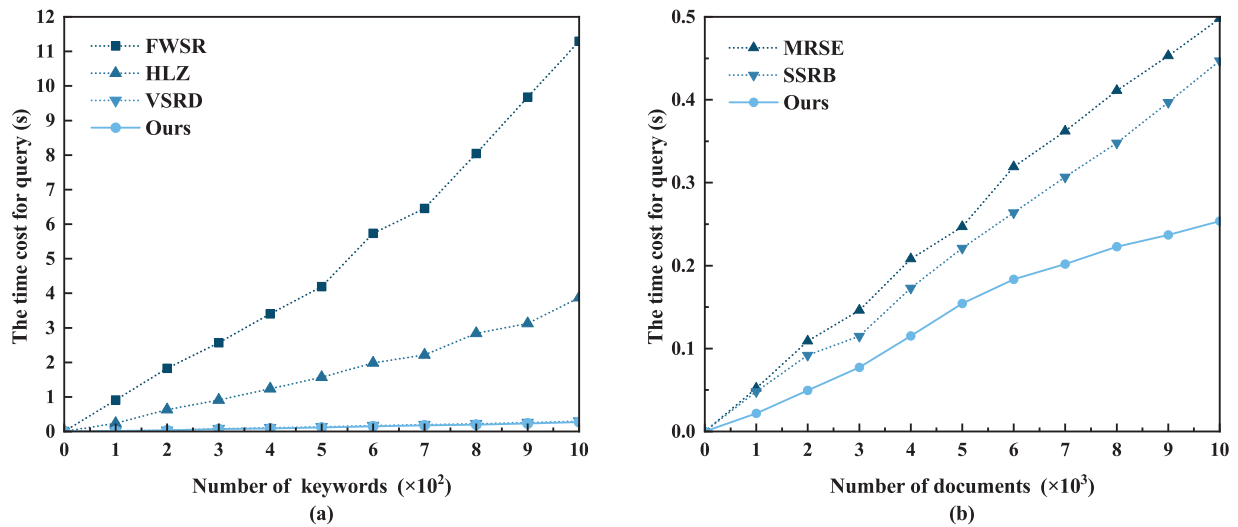 12
11
10
9
8
7
6
5
4
3
2
1
0
The time cost for query (s)
FWSR
HLZ
VSRD
Ours
0 1 2 3 4 5 6 7 8 9 10
Number of keywords (×10²)
(a)
0.5
0.4
0.3
0.2
0.1
0.0
The time cost for query (s)
MRSE
SSRB
Ours
0 1 2 3 4 5 6 7 8 9 10
Number of documents (×10³)
(b)